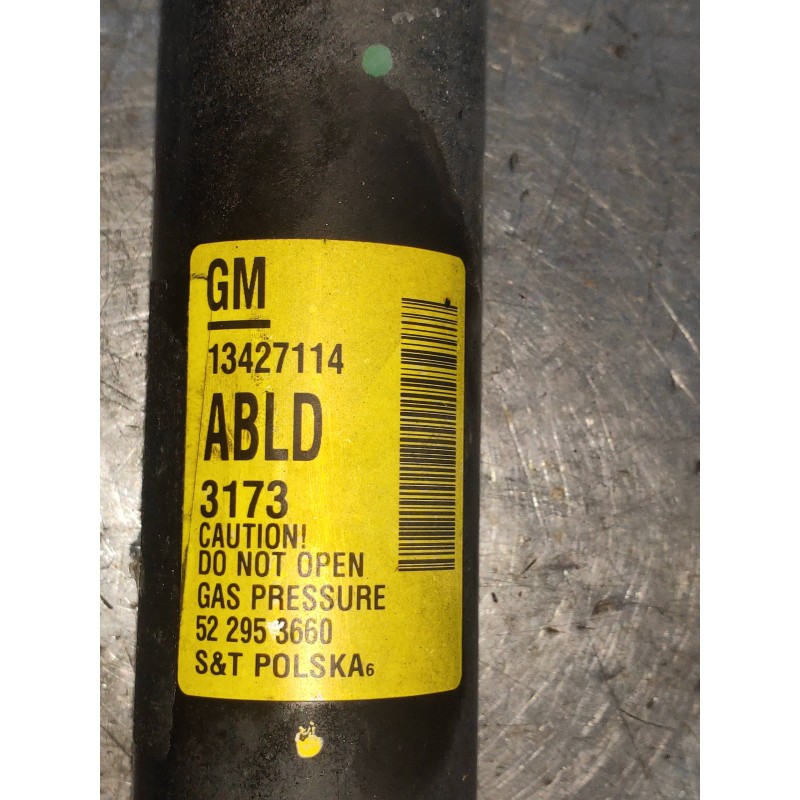 GM
13427114
ABLD
3173
CAUTION!
DO NOT OPEN
GAS PRESSURE
52 295 3660
S&T POLSKA6